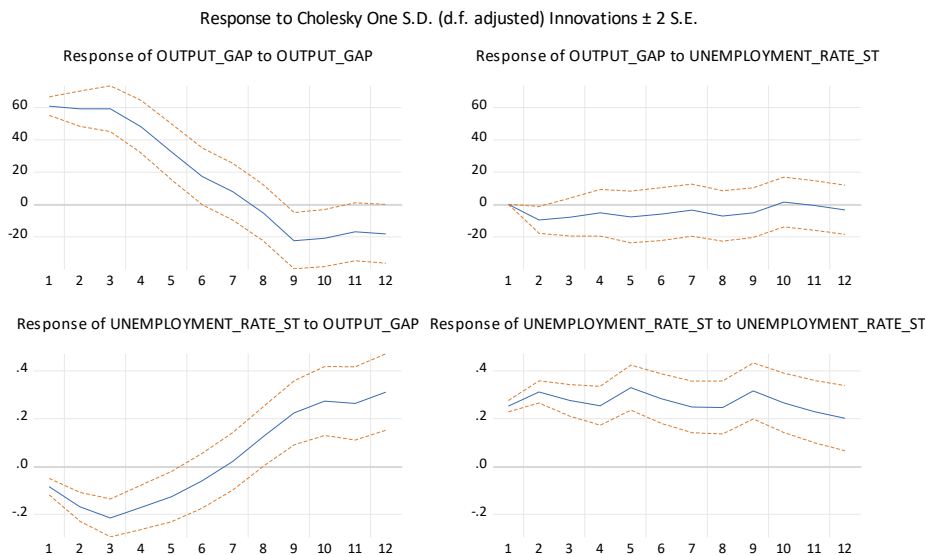 Response to Cholesky One S.D. (d.f. adjusted) Innovations ± 2 S.E.
Response of OUTPUT_GAP to OUTPUT_GAP
60
40
20
0
-20
1 2 3 4 5 6 7 8 9 10 11 12
Response of OUTPUT_GAP to UNEMPLOYMENT_RATE_ST
60
40
20
0
-20
1 2 3 4 5 6 7 8 9 10 11 12
Response of UNEMPLOYMENT_RATE_ST to OUTPUT_GAP
.4
.2
.0
-.2
1 2 3 4 5 6 7 8 9 10 11 12
Response of UNEMPLOYMENT_RATE_ST to UNEMPLOYMENT_RATE_ST
.4
.2
.0
-.2
1 2 3 4 5 6 7 8 9 10 11 12